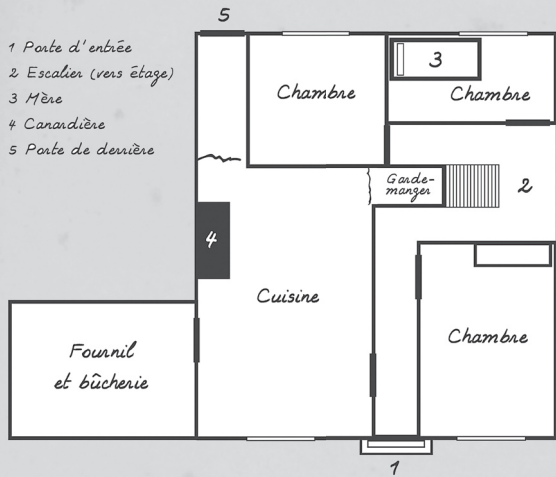 5
1 Porte d'entrée
2 Escalier (vers étage)
3 Mère
4 Canardière
5 Porte de derrière
Chambre
3
Chambre
Garde-
manger
2
4
Cuisine
Chambre
Fournil
et bûcherie
1